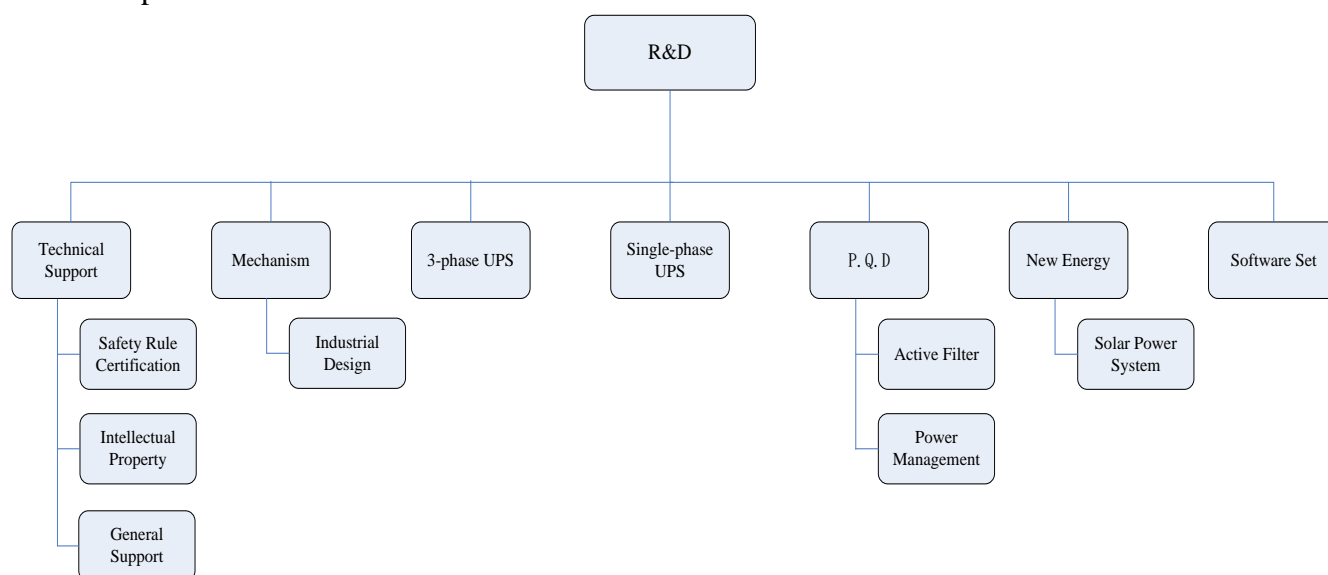 R&D
Technical
Support
Mechanism
3-phase UPS
Single-phase
UPS
P.Q.D
New Energy
Software Set
Safety Rule
Certification
Industrial
Design
Active Filter
Solar Power
System
Intellectual
Property
Power
Management
General
Support